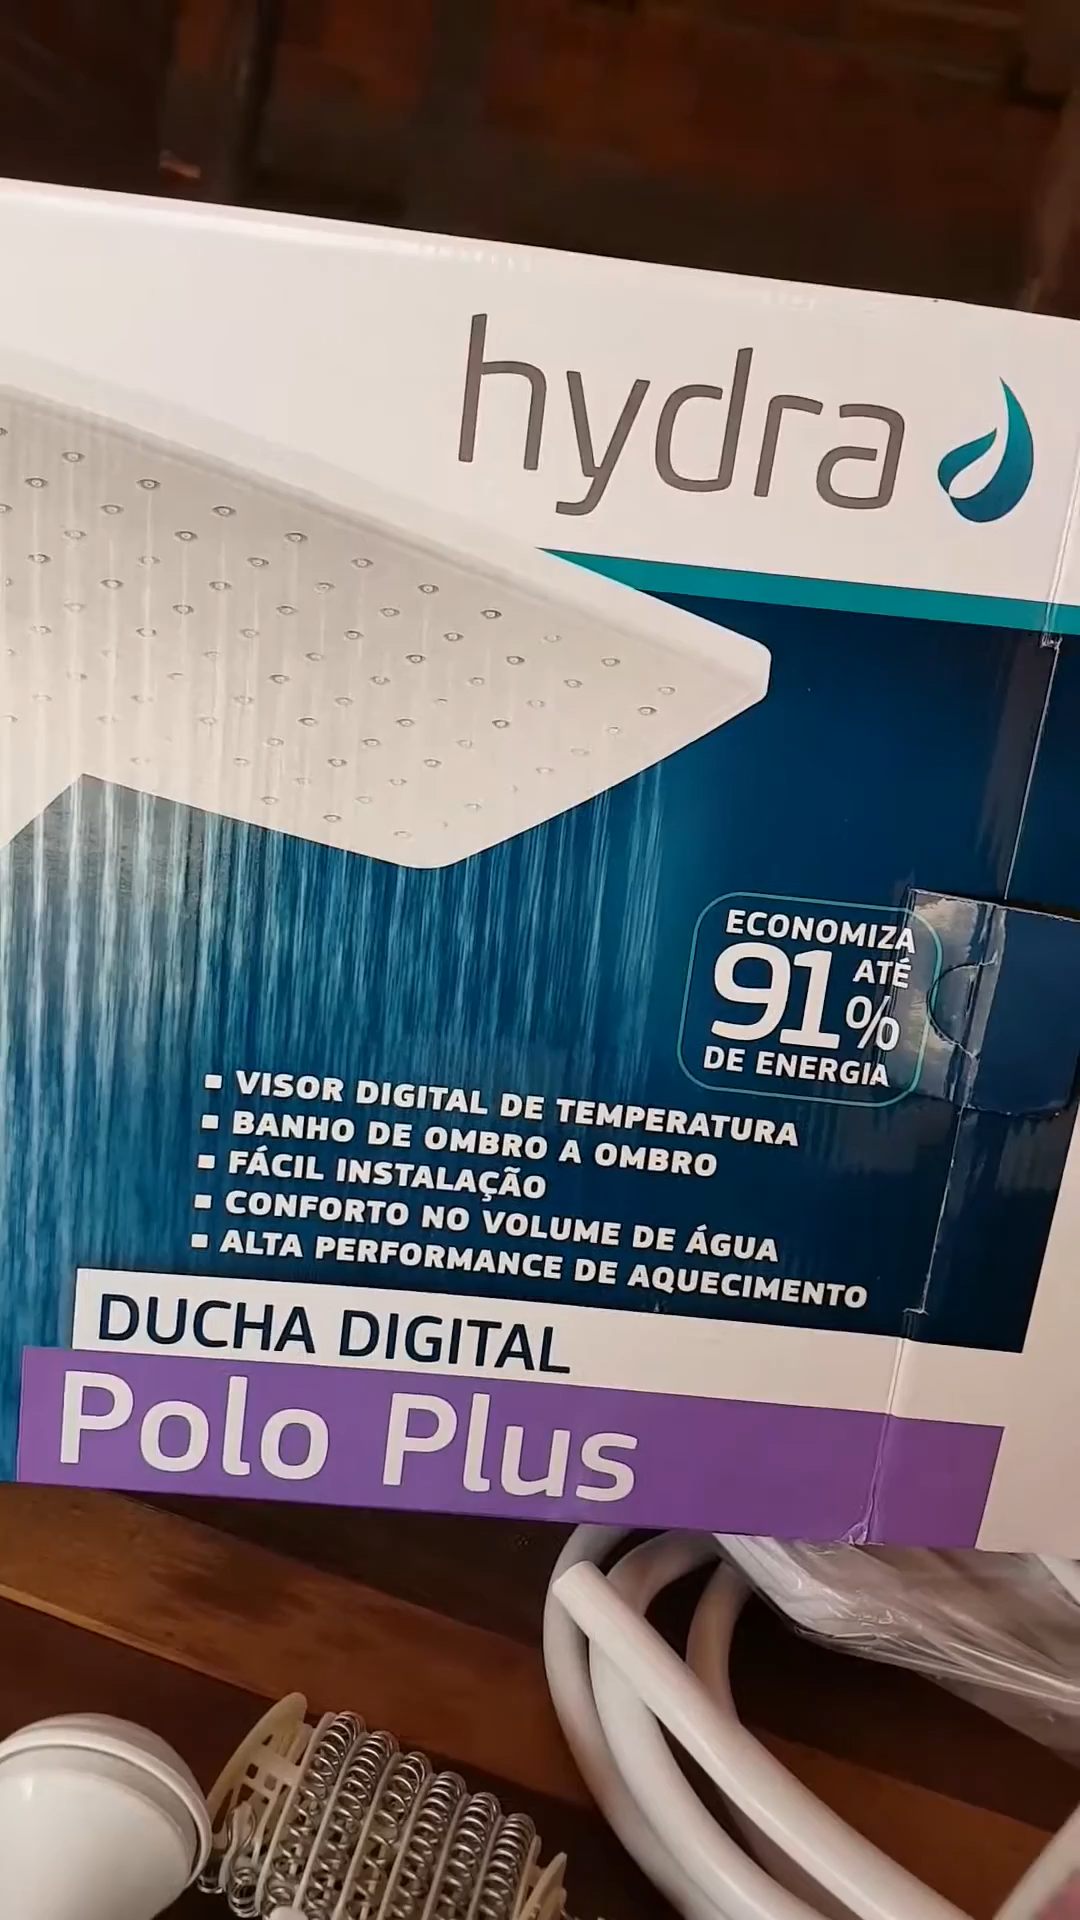 hydra
ECONOMIZA
ATÉ
91%
DE ENERGIA
▪ VISOR DIGITAL DE TEMPERATURA
▪ BANHO DE OMBRO A OMBRO
▪ FÁCIL INSTALAÇÃO
▪ CONFORTO NO VOLUME DE ÁGUA
▪ ALTA PERFORMANCE DE AQUECIMENTO
DUCHA DIGITAL
Polo Plus